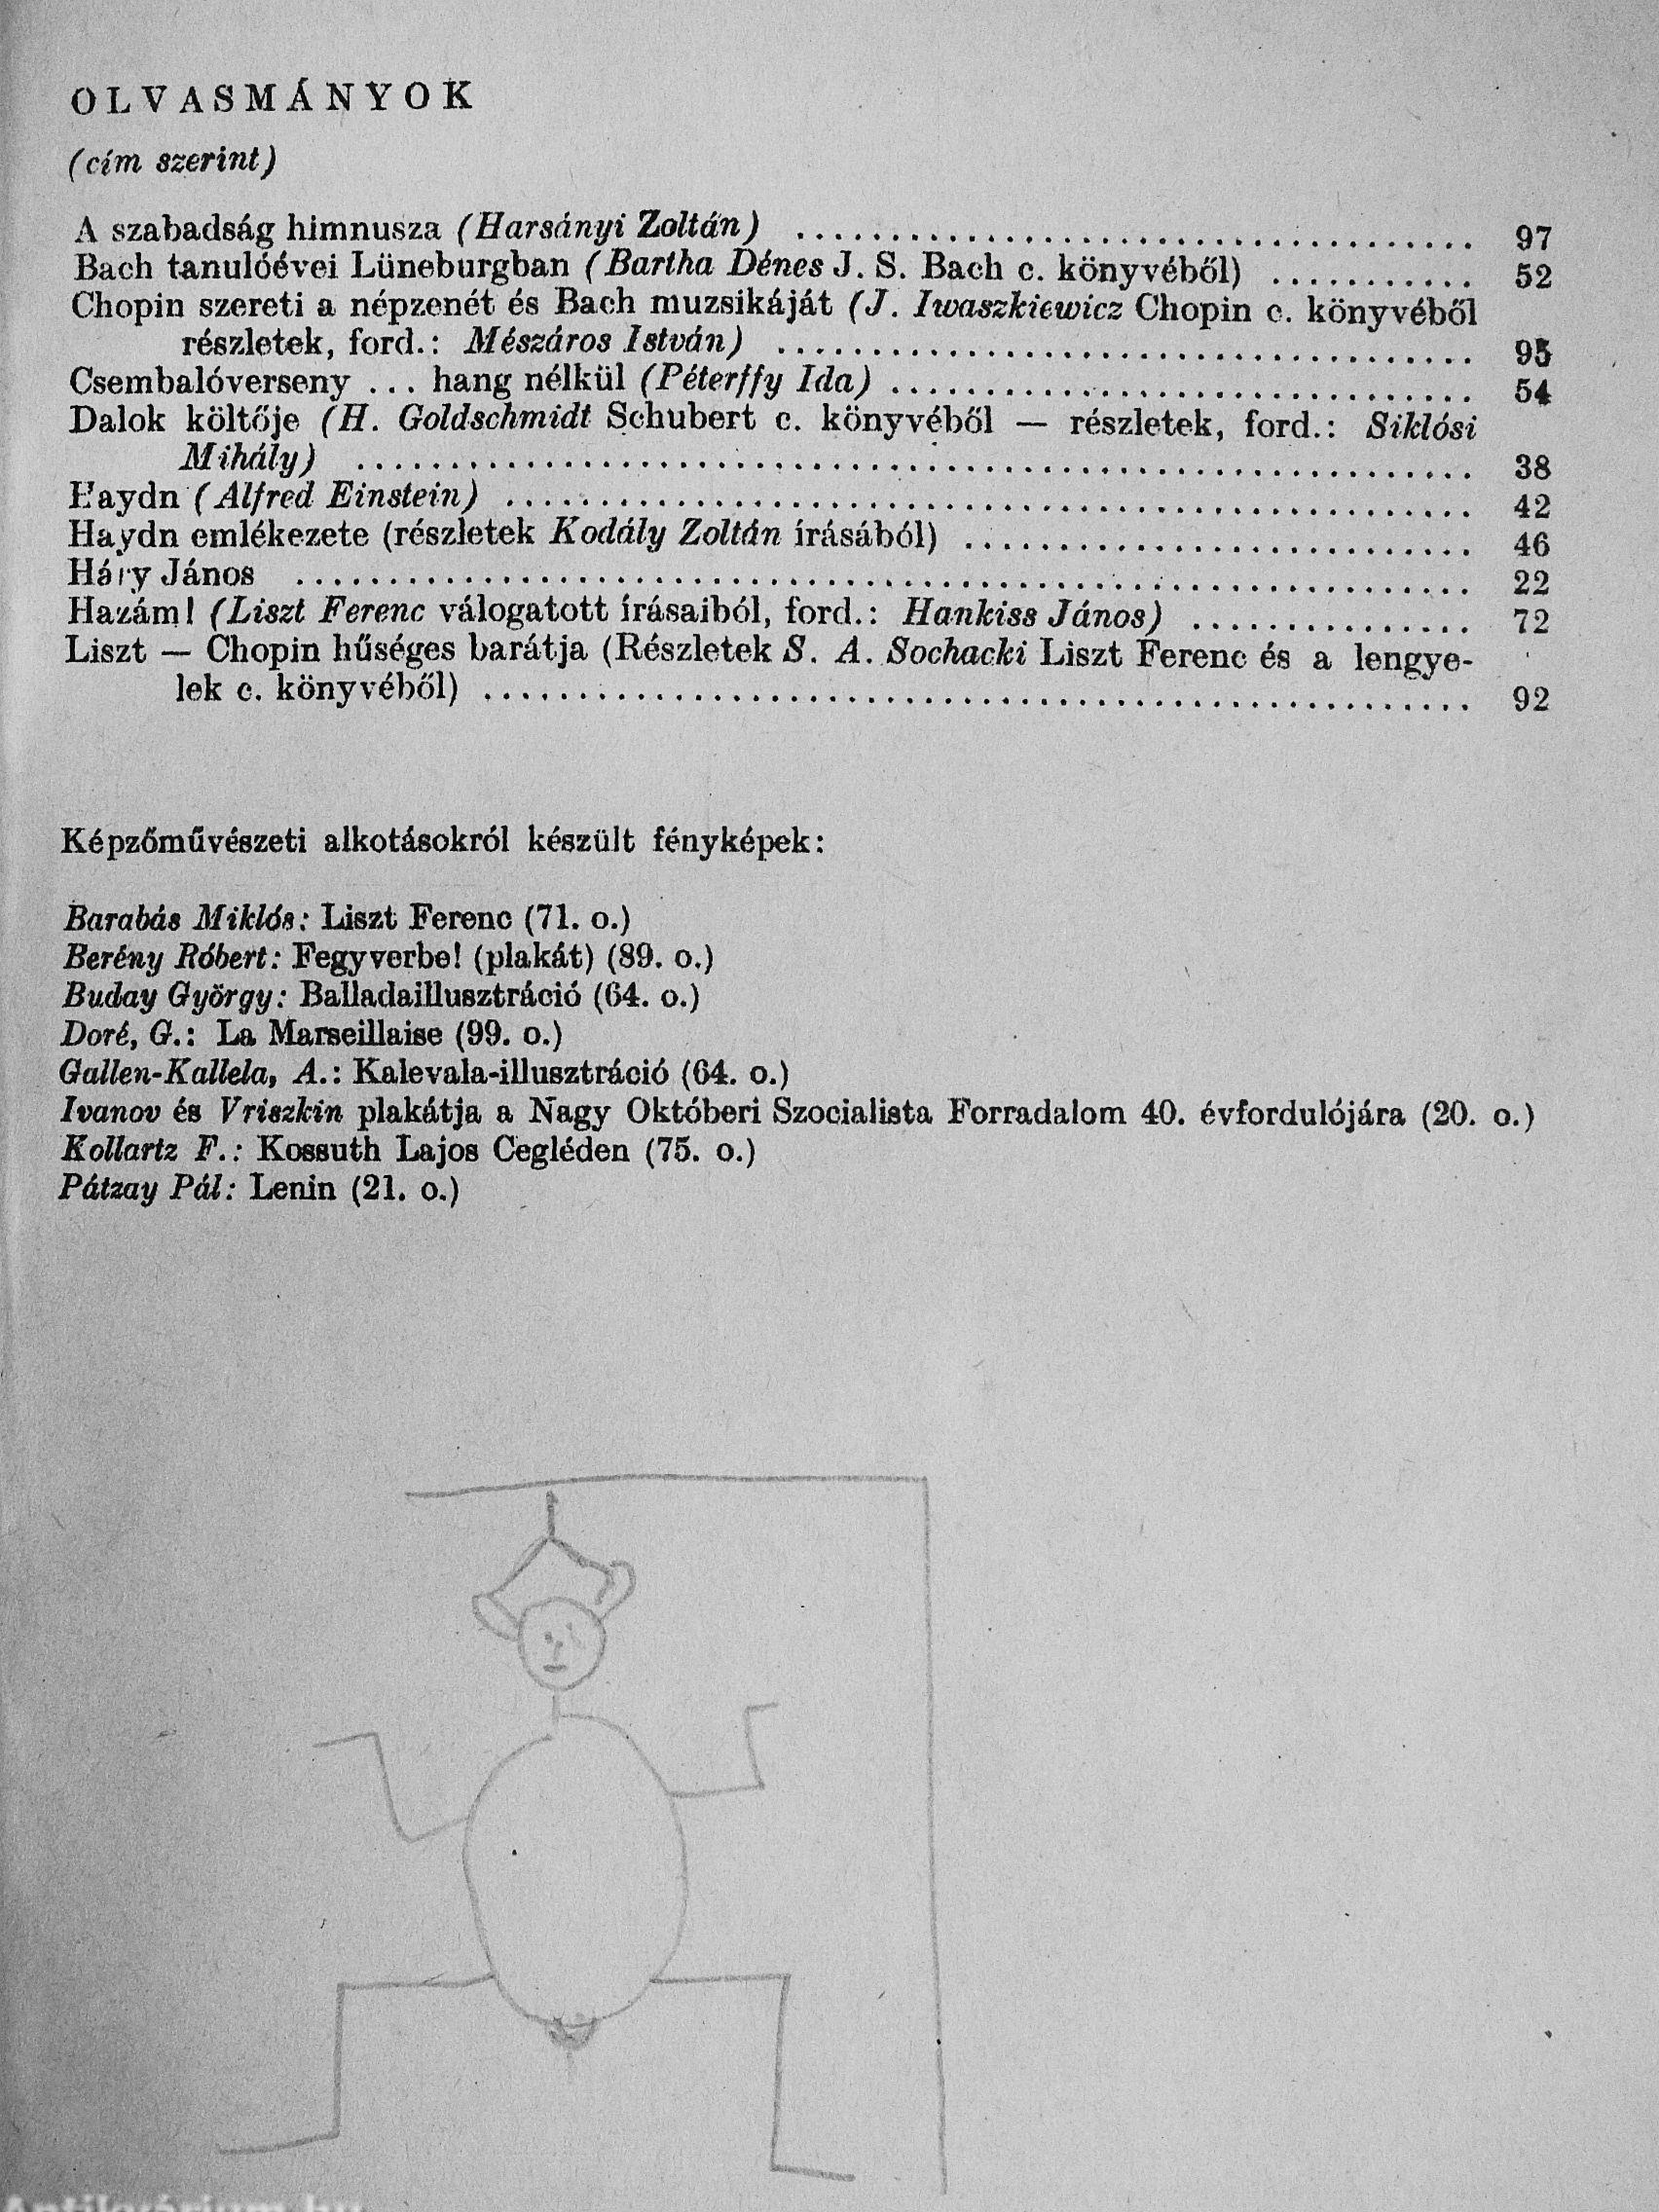 OLVASMÁNYOK
(cím szerint)
A szabadság himnusza (Harsányi Zoltán) .................................... 97
Bach tanulóévei Lüneburgban (Bartha Dénes J. S. Bach c. könyvéből) ........... 52
Chopin szereti a népzenét és Bach muzsikáját (J. Iwaszkiewicz Chopin c. könyvéből
részletek, ford.: Mészáros István) ..................................... 95
Csembalóverseny ... hang nélkül (Péterffy Ida) ............................... 54
Dalok költője (H. Goldschmidt Schubert c. könyvéből — részletek, ford.: Siklósi
Mihály) ............................................................ 38
Haydn (Alfred Einstein) .................................................... 42
Haydn emlékezete (részletek Kodály Zoltán írásából) ........................... 46
Háry János ............................................................... 22
Hazám! (Liszt Ferenc válogatott írásaiból, ford.: Hankiss János) ............... 72
Liszt — Chopin hűséges barátja (Részletek S. A. Sochacki Liszt Ferenc és a lengye-
lek c. könyvéből) ..................................................... 92
Képzőművészeti alkotásokról készült fényképek:
Barabás Miklós: Liszt Ferenc (71. o.)
Berény Róbert: Fegyverbe! (plakát) (89. o.)
Buday György: Balladaillusztráció (64. o.)
Doré, G.: La Marseillaise (99. o.)
Gallen-Kallela, A.: Kalevala-illusztráció (64. o.)
Ivanov és Vriszkin plakátja a Nagy Októberi Szocialista Forradalom 40. évfordulójára (20. o.)
Kollartz F.: Kossuth Lajos Cegléden (75. o.)
Pátzay Pál: Lenin (21. o.)
Antikvárium.hu